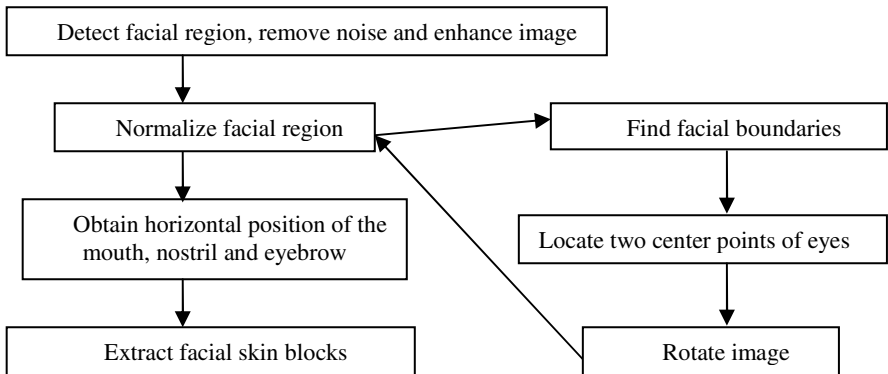 Detect facial region, remove noise and enhance image
Normalize facial region
Find facial boundaries
Obtain horizontal position of the
mouth, nostril and eyebrow
Locate two center points of eyes
Extract facial skin blocks
Rotate image